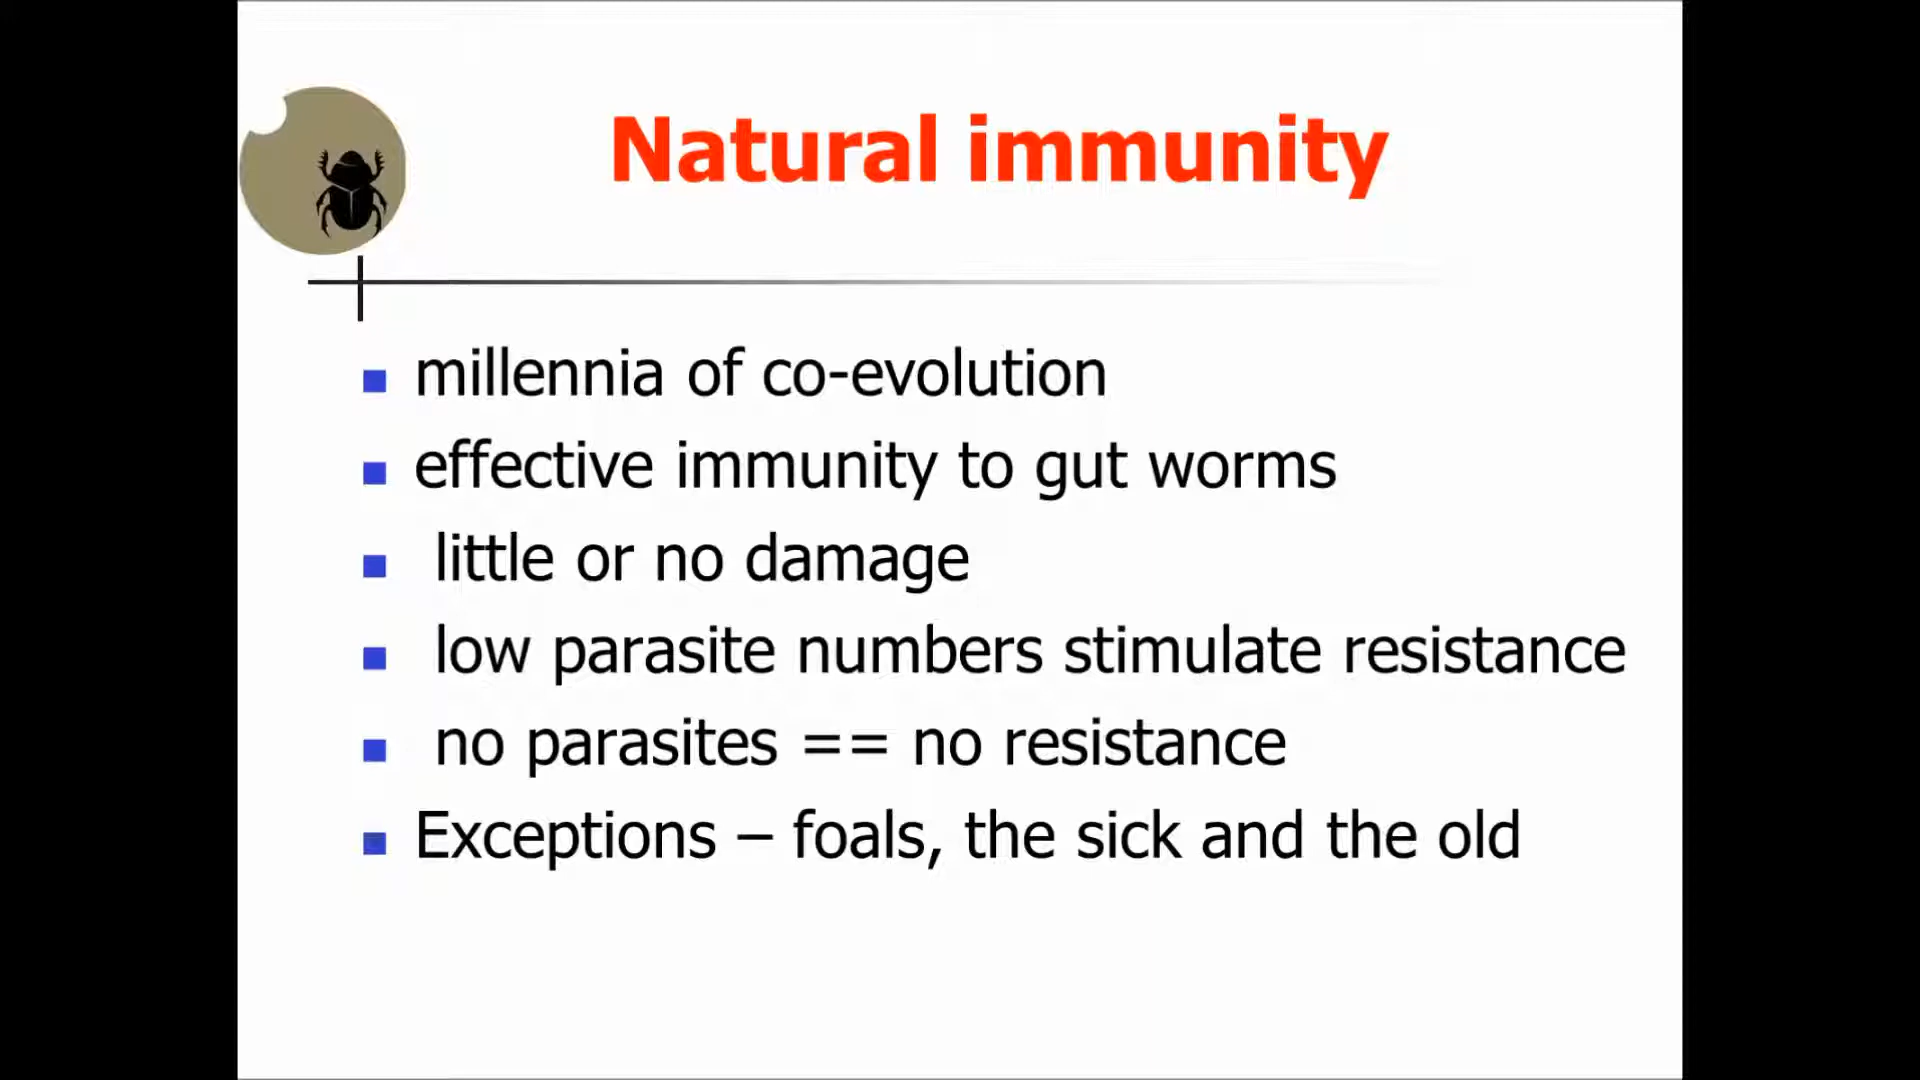 Natural immunity
millennia of co-evolution
effective immunity to gut worms
little or no damage
low parasite numbers stimulate resistance
no parasites == no resistance
Exceptions – foals, the sick and the old